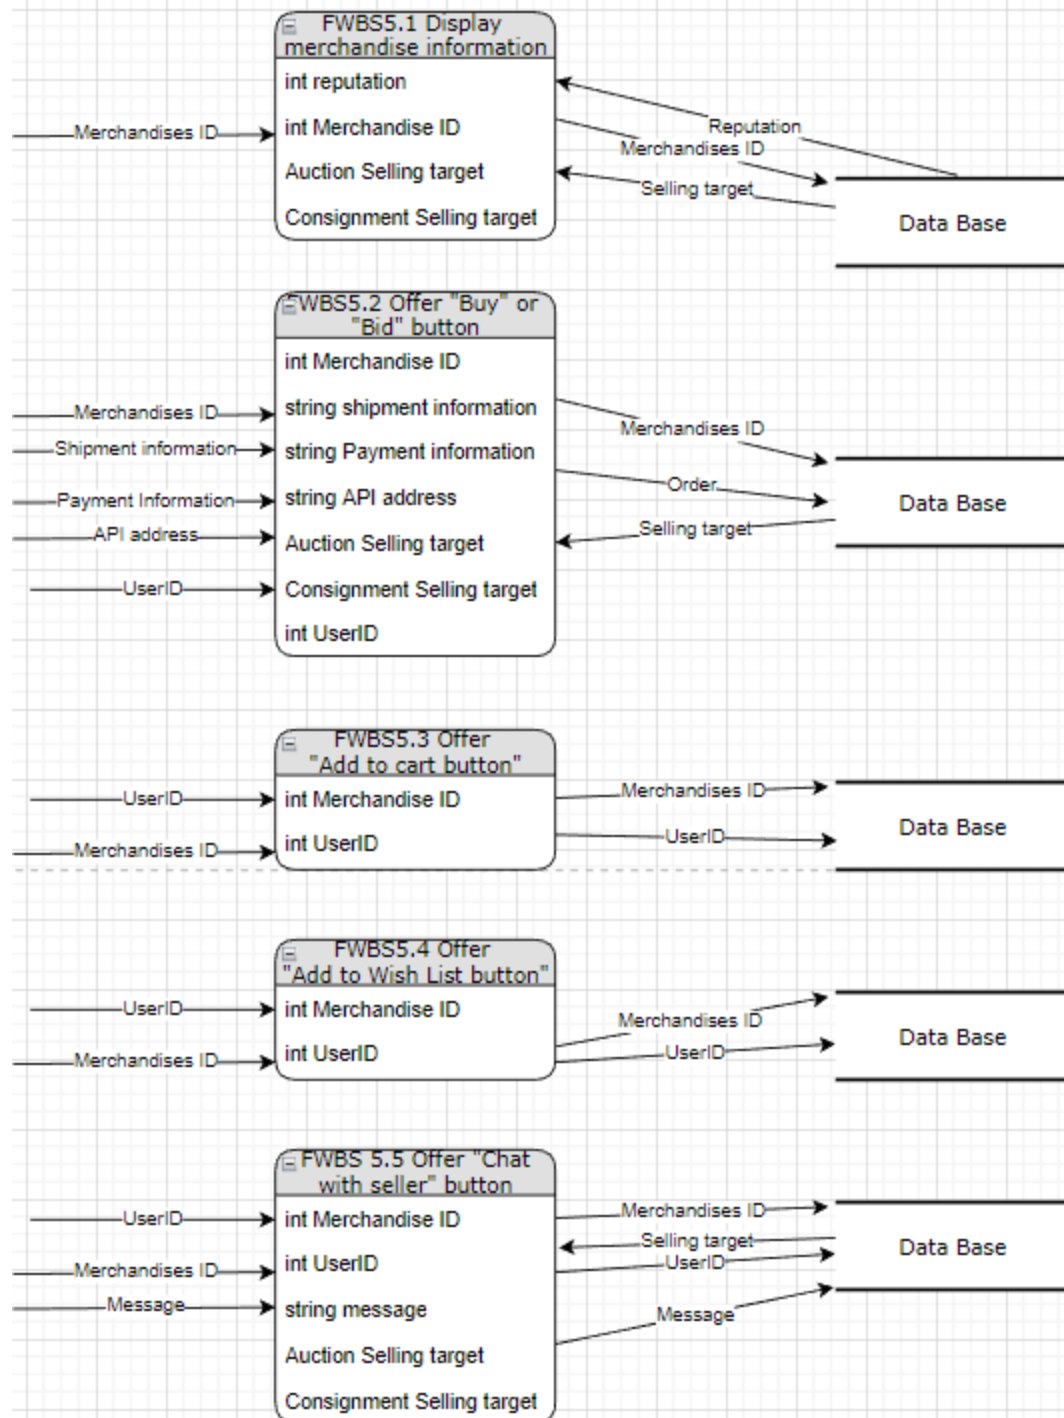 FWBS5.1 Display
merchandise information
int reputation
int Merchandise ID
Auction Selling target
Consignment Selling target
Merchandises ID
Reputation
Merchandises ID
Selling target
Data Base
FWBS5.2 Offer "Buy" or
"Bid" button
int Merchandise ID
string shipment information
string Payment information
string API address
Auction Selling target
Consignment Selling target
int UserID
Merchandises ID
Shipment information
Payment Information
API address
UserID
Merchandises ID
Order
Selling target
Data Base
FWBS5.3 Offer
"Add to cart button"
int Merchandise ID
int UserID
UserID
Merchandises ID
Merchandises ID
UserID
Data Base
FWBS5.4 Offer
"Add to Wish List button"
int Merchandise ID
int UserID
UserID
Merchandises ID
Merchandises ID
UserID
Data Base
FWBS 5.5 Offer "Chat
with seller" button
int Merchandise ID
int UserID
string message
Auction Selling target
Consignment Selling target
UserID
Merchandises ID
Message
Merchandises ID
Selling target
UserID
Message
Data Base